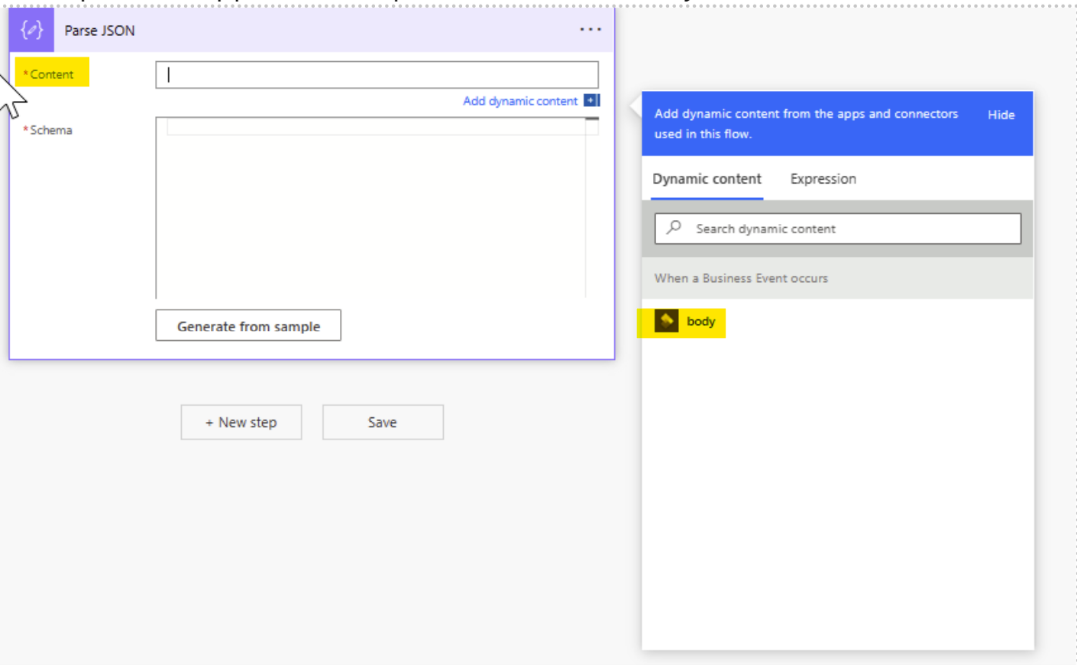 Parse JSON
* Content
Add dynamic content
* Schema
Generate from sample
+ New step
Save
Add dynamic content from the apps and connectors
used in this flow.
Hide
Dynamic content
Expression
Search dynamic content
When a Business Event occurs
body